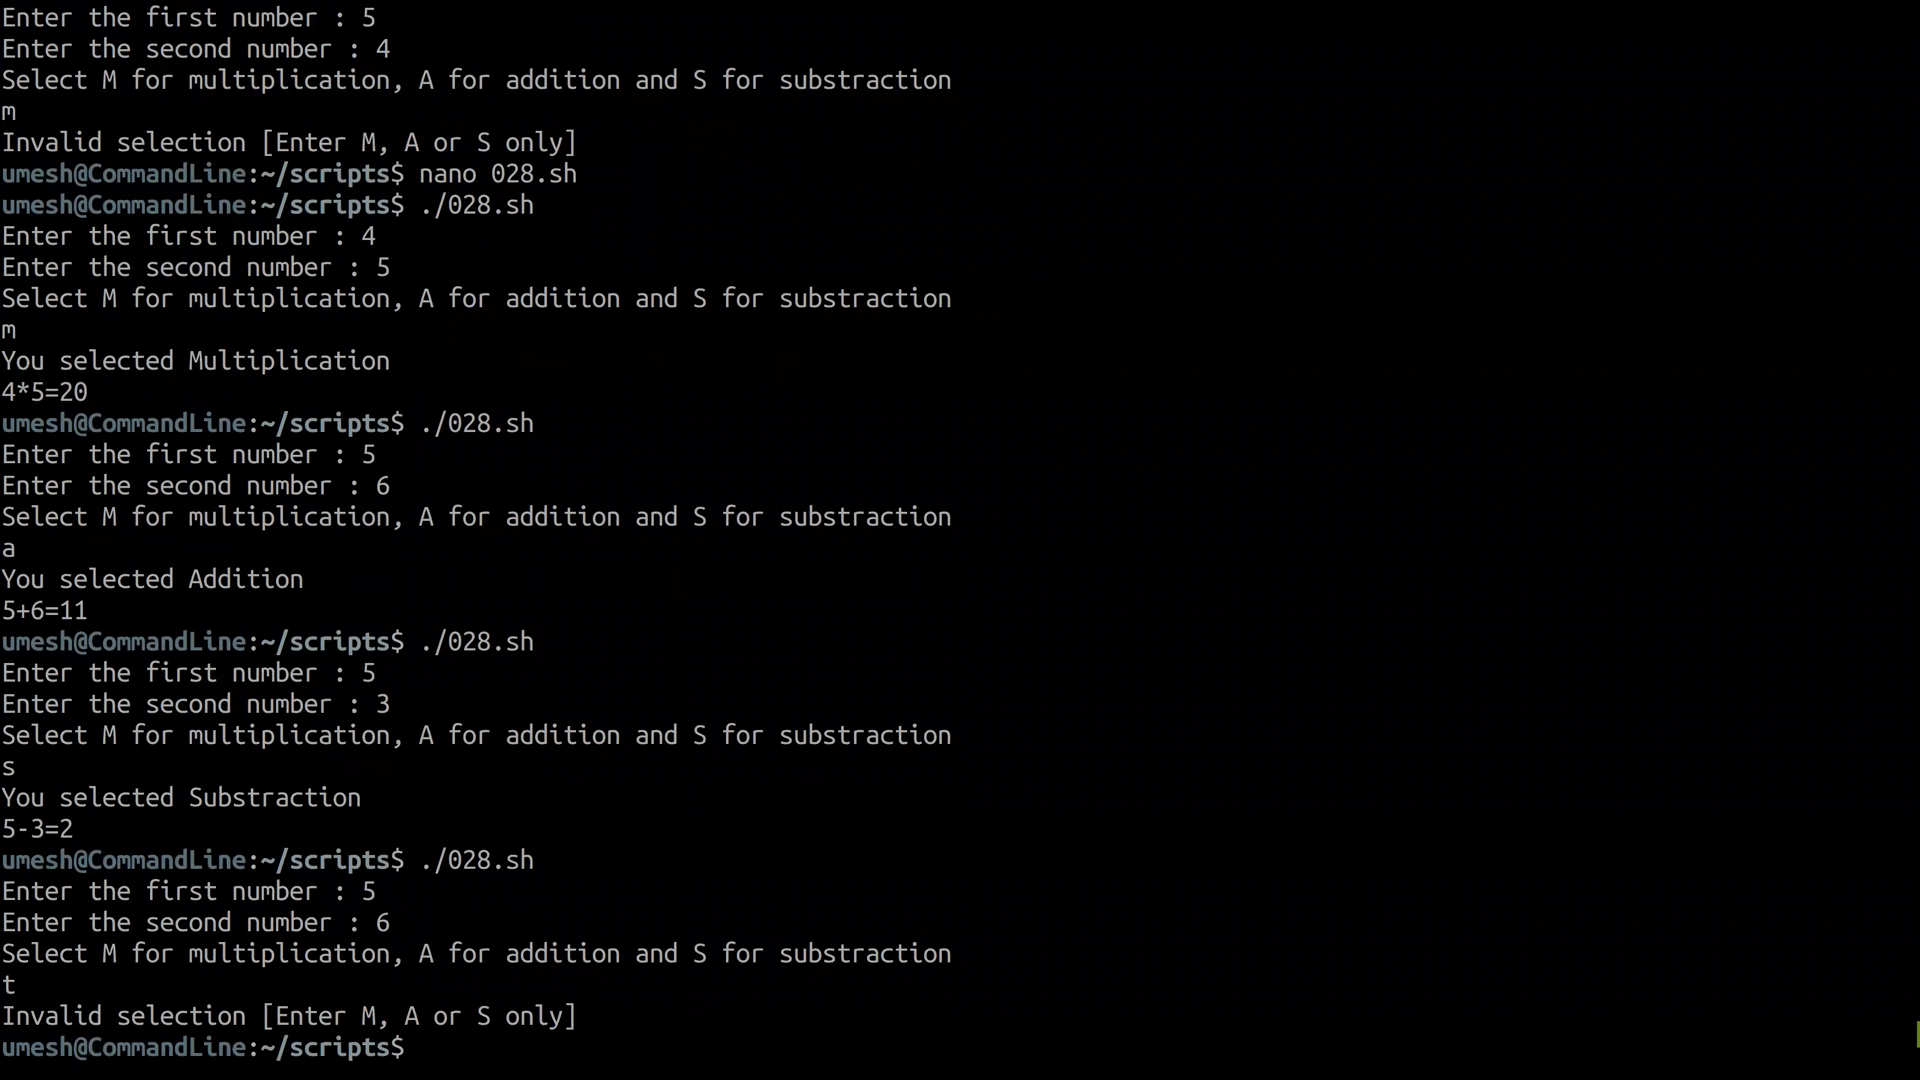 Enter the first number : 5
Enter the second number : 4
Select M for multiplication, A for addition and S for substraction
m
Invalid selection [Enter M, A or S only]
umesh@CommandLine:~/scripts$ nano 028.sh
umesh@CommandLine:~/scripts$ ./028.sh
Enter the first number : 4
Enter the second number : 5
Select M for multiplication, A for addition and S for substraction
m
You selected Multiplication
4*5=20
umesh@CommandLine:~/scripts$ ./028.sh
Enter the first number : 5
Enter the second number : 6
Select M for multiplication, A for addition and S for substraction
a
You selected Addition
5+6=11
umesh@CommandLine:~/scripts$ ./028.sh
Enter the first number : 5
Enter the second number : 3
Select M for multiplication, A for addition and S for substraction
s
You selected Substraction
5-3=2
umesh@CommandLine:~/scripts$ ./028.sh
Enter the first number : 5
Enter the second number : 6
Select M for multiplication, A for addition and S for substraction
t
Invalid selection [Enter M, A or S only]
umesh@CommandLine:~/scripts$